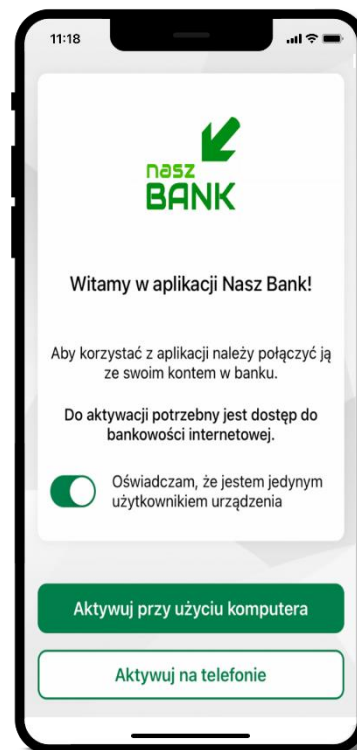 11:18
nasz
BANK
Witamy w aplikacji Nasz Bank!
Aby korzystać z aplikacji należy połączyć ją
ze swoim kontem w banku.
Do aktywacji potrzebny jest dostęp do
bankowości internetowej.
Oświadczam, że jestem jedynym
użytkownikiem urządzenia
Aktywuj przy użyciu komputera
Aktywuj na telefonie